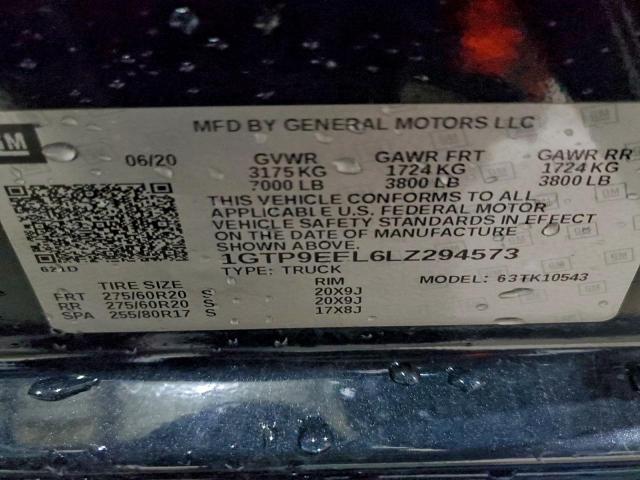 GM
MFD BY GENERAL MOTORS LLC
06/20 GVWR GAWR FRT GAWR RR
3175 KG 1724 KG 1724 KG
7000 LB 3800 LB 3800 LB
THIS VEHICLE CONFORMS TO ALL
APPLICABLE U.S. FEDERAL MOTOR
VEHICLE SAFETY STANDARDS IN EFFECT
ON THE DATE OF MANUFACTURE
SHOWN ABOVE.
1GTP9EFL6LZ294573
621D
TYPE: TRUCK MODEL: 63TK10543
TIRE SIZE RIM
FRT 275/60R20 S 20X9J
RR 275/60R20 S 20X9J
SPA 255/80R17 S 17X8J